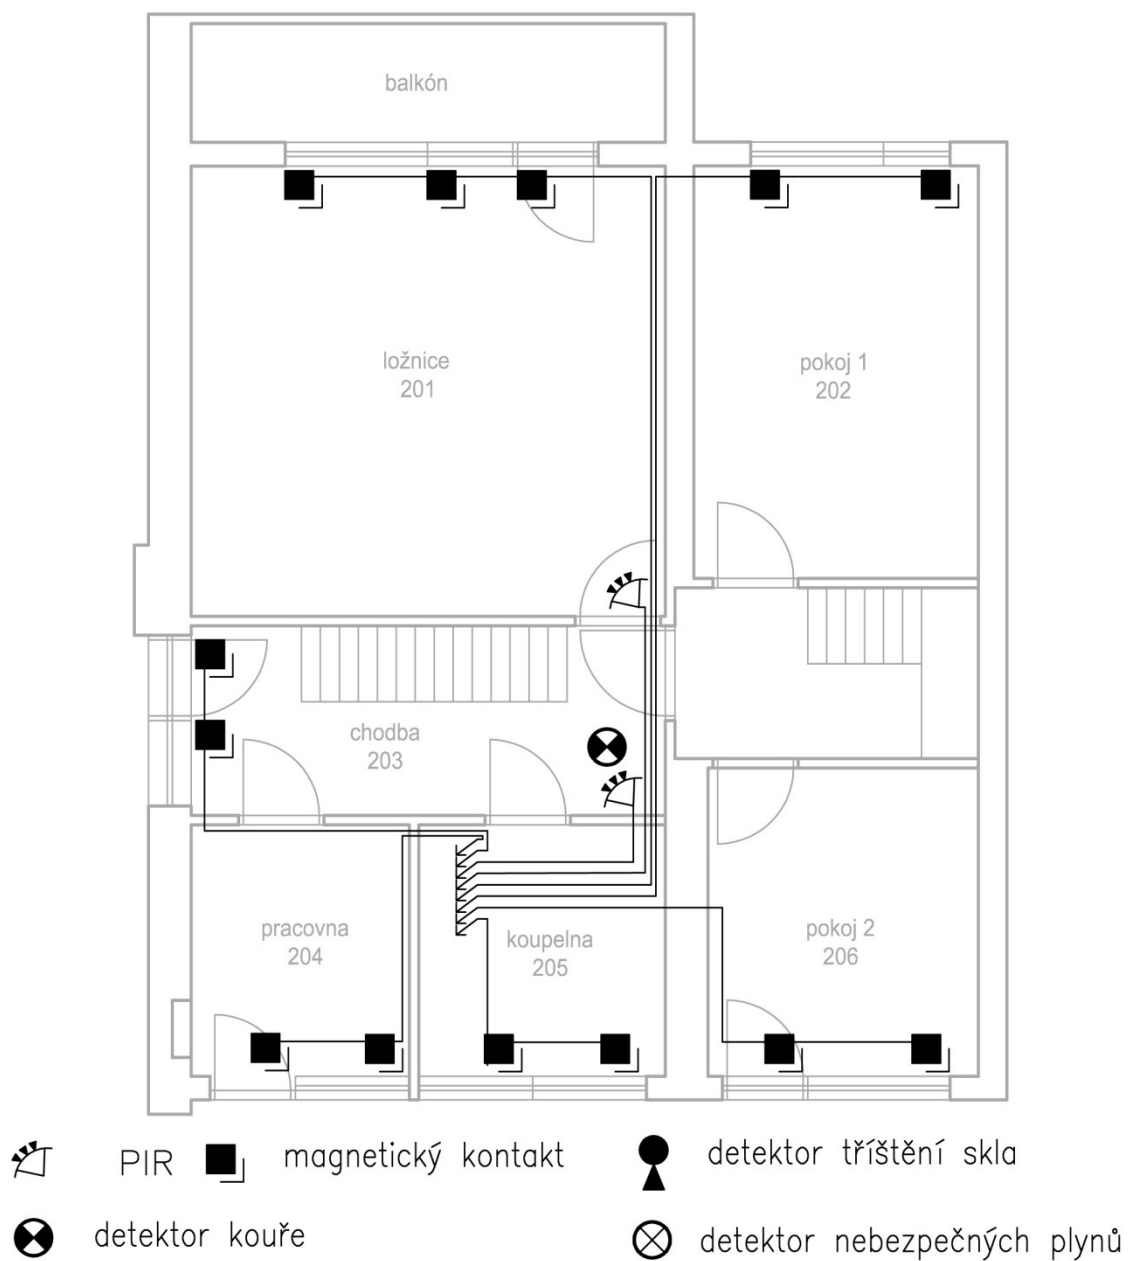 balkón
ložnice
201
pokoj 1
202
chodba
203
pracovna
204
koupelna
205
pokoj 2
206
PIR
magnetický kontakt
detektor tříštění skla
detektor kouře
detektor nebezpečných plynů